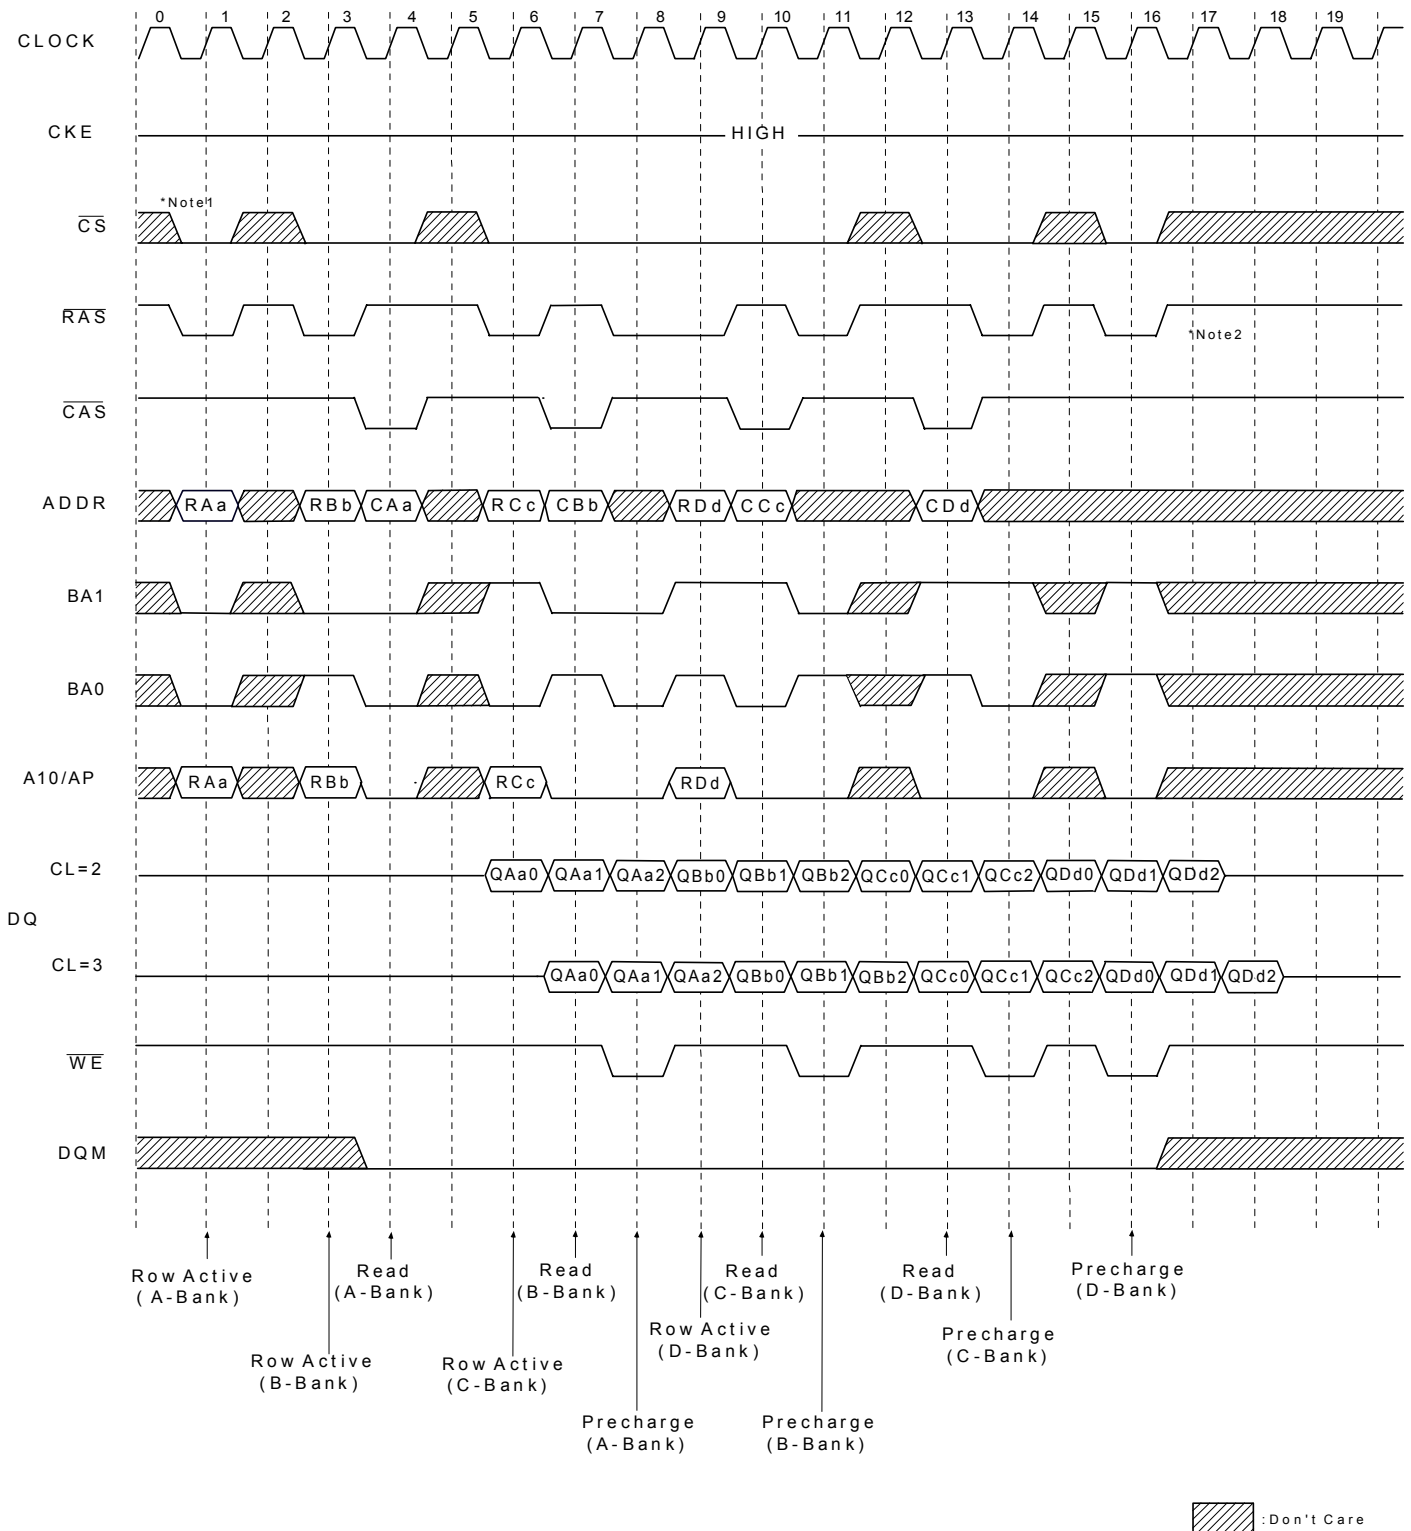 0 1 2 3 4 5 6 7 8 9 10 11 12 13 14 15 16 17 18 19
CLOCK
CKE
HIGH
*Note1
CS
RAS
*Note2
CAS
ADDR
RAa RBb CAa RCc CBb RDd CCc CDd
BA1
BA0
A10/AP
RAa RBb RCc RDd
CL=2
QAa0 QAa1 QAa2 QBb0 QBb1 QBb2 QCc0 QCc1 QCc2 QDd0 QDd1 QDd2
DQ
CL=3
QAa0 QAa1 QAa2 QBb0 QBb1 QBb2 QCc0 QCc1 QCc2 QDd0 QDd1 QDd2
WE
DQM
Row Active
(A-Bank)
Read
(A-Bank)
Read
(B-Bank)
Read
(C-Bank)
Read
(D-Bank)
Precharge
(D-Bank)
Row Active
(B-Bank)
Row Active
(C-Bank)
Row Active
(D-Bank)
Precharge
(C-Bank)
Precharge
(A-Bank)
Precharge
(B-Bank)
:Don't Care